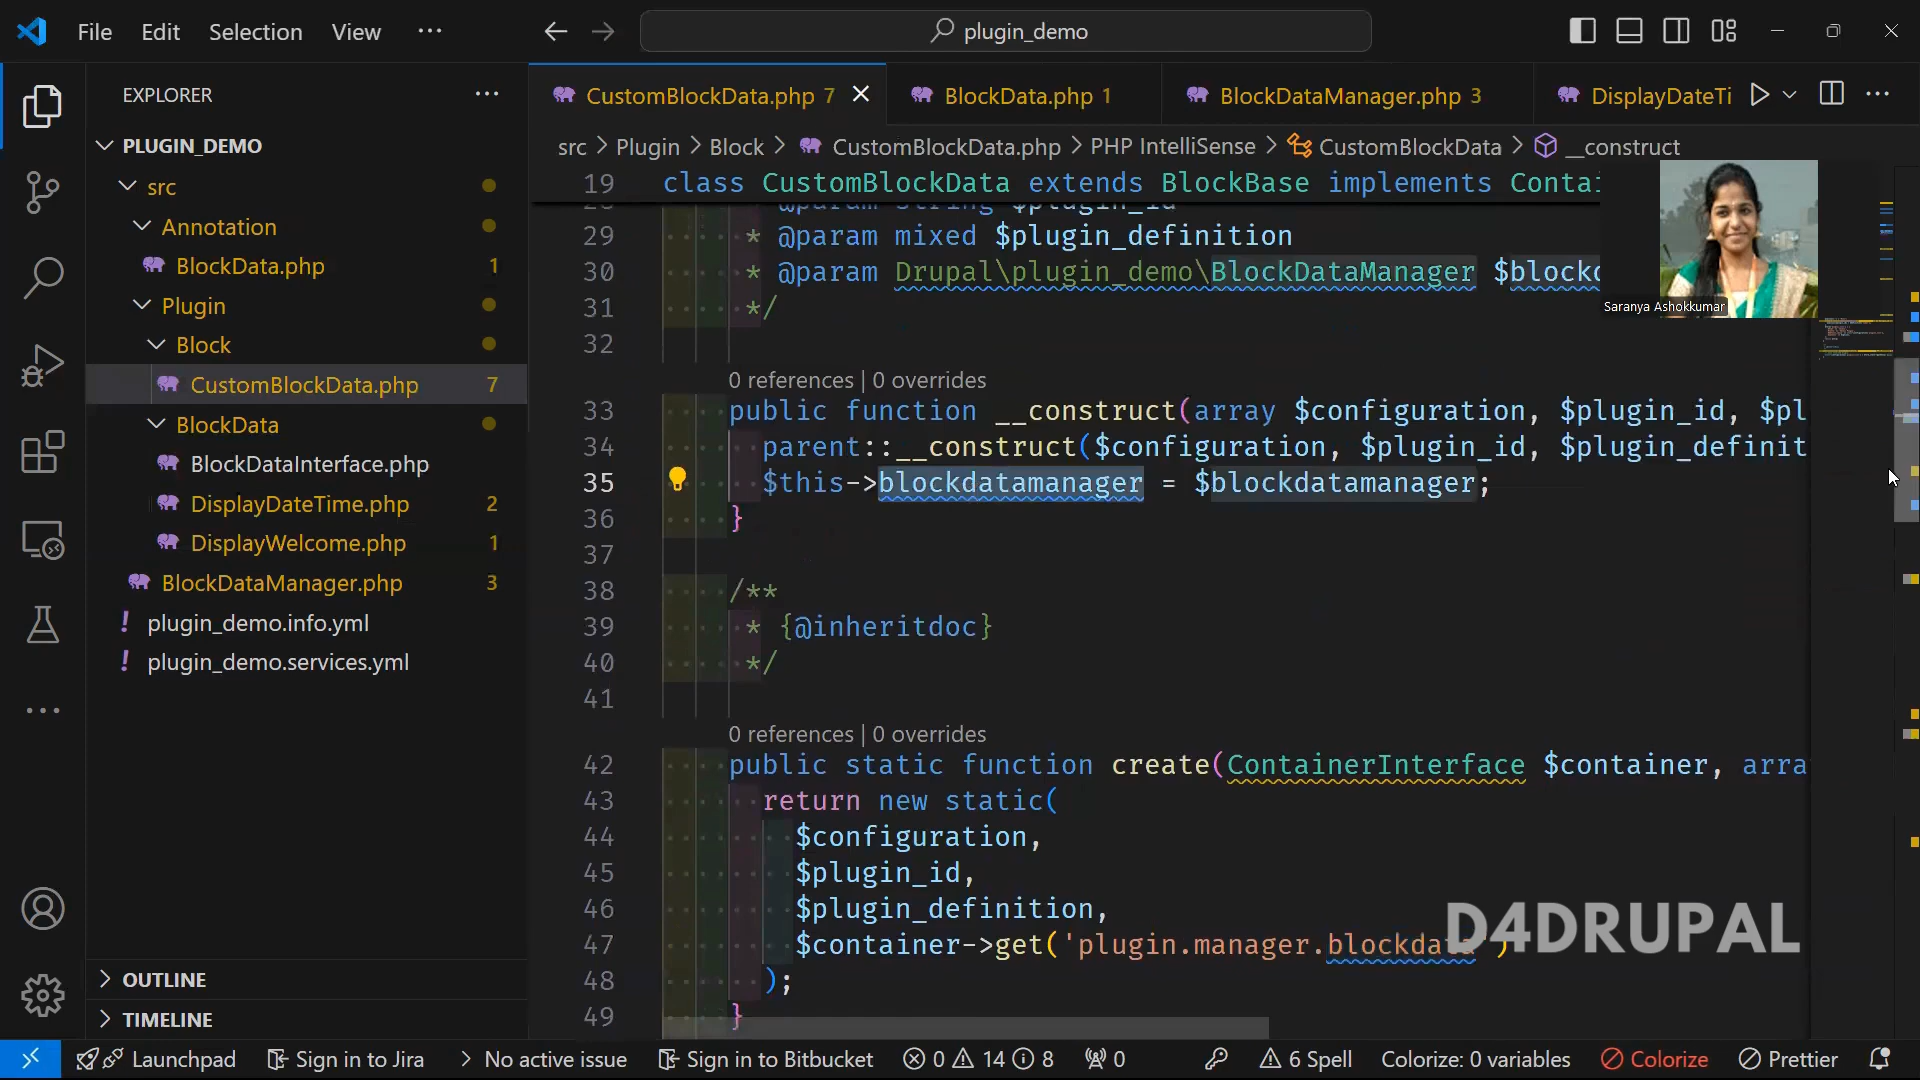 File Edit Selection View ···
plugin_demo
EXPLORER ···
CustomBlockData.php 7
BlockData.php 1
BlockDataManager.php 3
DisplayDateTi
···
PLUGIN_DEMO
src
Annotation
BlockData.php 1
Plugin
Block
CustomBlockData.php 7
BlockData
BlockDataInterface.php
DisplayDateTime.php 2
DisplayWelcome.php 1
BlockDataManager.php 3
! plugin_demo.info.yml
! plugin_demo.services.yml
OUTLINE
TIMELINE
src > Plugin > Block > CustomBlockData.php > PHP IntelliSense > CustomBlockData > __construct
19 class CustomBlockData extends BlockBase implements Contai
@param string $plugin_id
29 * @param mixed $plugin_definition
30 * @param Drupal\plugin_demo\BlockDataManager $blockd
31 */
32
0 references | 0 overrides
33 public function __construct(array $configuration, $plugin_id, $pl
34 parent::__construct($configuration, $plugin_id, $plugin_definit
35 $this->blockdatamanager = $blockdatamanager;
36 }
37
38 /**
39 * {@inheritdoc}
40 */
41
0 references | 0 overrides
42 public static function create(ContainerInterface $container, arra
43 return new static(
44 $configuration,
45 $plugin_id,
46 $plugin_definition,
47 $container->get('plugin.manager.blockdata')
48 );
49 }
Saranya Ashokkumar
D4DRUPAL
Launchpad Sign in to Jira > No active issue Sign in to Bitbucket 0 14 8 0 6 Spell Colorize: 0 variables Colorize Prettier